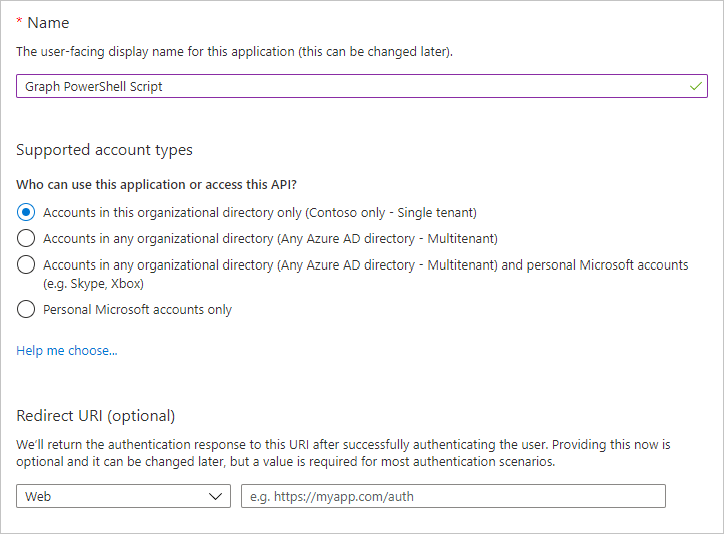 * Name
The user-facing display name for this application (this can be changed later).
Graph PowerShell Script
Supported account types
Who can use this application or access this API?
Accounts in this organizational directory only (Contoso only - Single tenant)
Accounts in any organizational directory (Any Azure AD directory - Multitenant)
Accounts in any organizational directory (Any Azure AD directory - Multitenant) and personal Microsoft accounts
(e.g. Skype, Xbox)
Personal Microsoft accounts only
Help me choose...
Redirect URI (optional)
We'll return the authentication response to this URI after successfully authenticating the user. Providing this now is
optional and it can be changed later, but a value is required for most authentication scenarios.
Web
e.g. https://myapp.com/auth